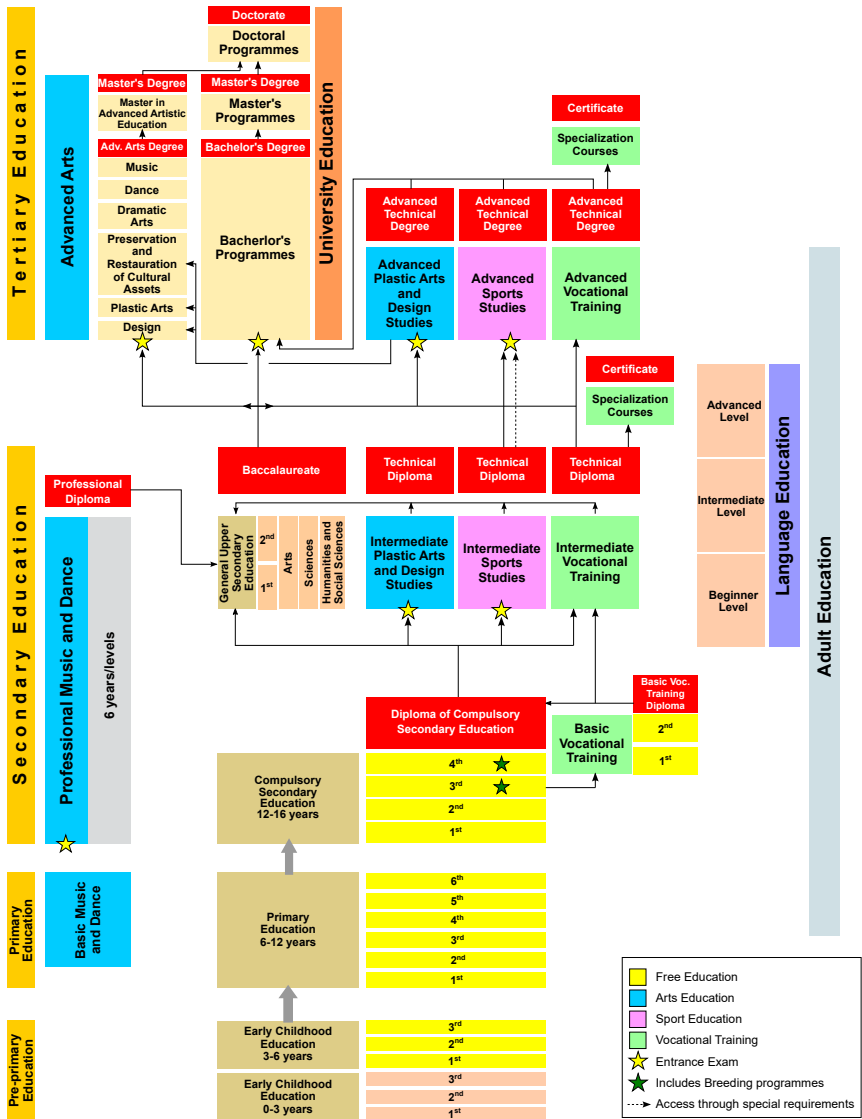 Tertiary Education
Advanced Arts
Doctorate
Doctoral
Programmes
Master's Degree
Master in
Advanced Artistic
Education
Adv. Arts Degree
Music
Dance
Dramatic
Arts
Preservation
and
Restauration
of Cultural
Assets
Plastic Arts
Design
Master's Degree
Master's
Programmes
Bachelor's Degree
Bacherlor's
Programmes
University Education
Certificate
Specialization
Courses
Advanced
Technical
Degree
Advanced
Technical
Degree
Advanced
Technical
Degree
Advanced
Plastic Arts
and
Design
Studies
Advanced
Sports
Studies
Advanced
Vocational
Training
Certificate
Specialization
Courses
Secondary Education
Professional
Diploma
Professional Music and Dance
6 years/levels
Baccalaureate
Technical
Diploma
Technical
Diploma
Technical
Diploma
General Upper
Secondary
Education
2nd
1st
Arts
Sciences
Humanities and
Social Sciences
Intermediate
Plastic Arts
and Design
Studies
Intermediate
Sports
Studies
Intermediate
Vocational
Training
Advanced
Level
Intermediate
Level
Beginner
Level
Language Education
Adult Education
Diploma of Compulsory
Secondary Education
Basic
Vocational
Training
Basic Voc.
Training
Diploma
2nd
1st
Compulsory
Secondary
Education
12-16 years
4th
3rd
2nd
1st
Primary
Education
Basic Music
and Dance
Primary
Education
6-12 years
6th
5th
4th
3rd
2nd
1st
Pre-primary
Education
Early Childhood
Education
3-6 years
3rd
2nd
1st
Early Childhood
Education
0-3 years
3rd
2nd
1st
Free Education
Arts Education
Sport Education
Vocational Training
Entrance Exam
Includes Breeding programmes
Access through special requirements